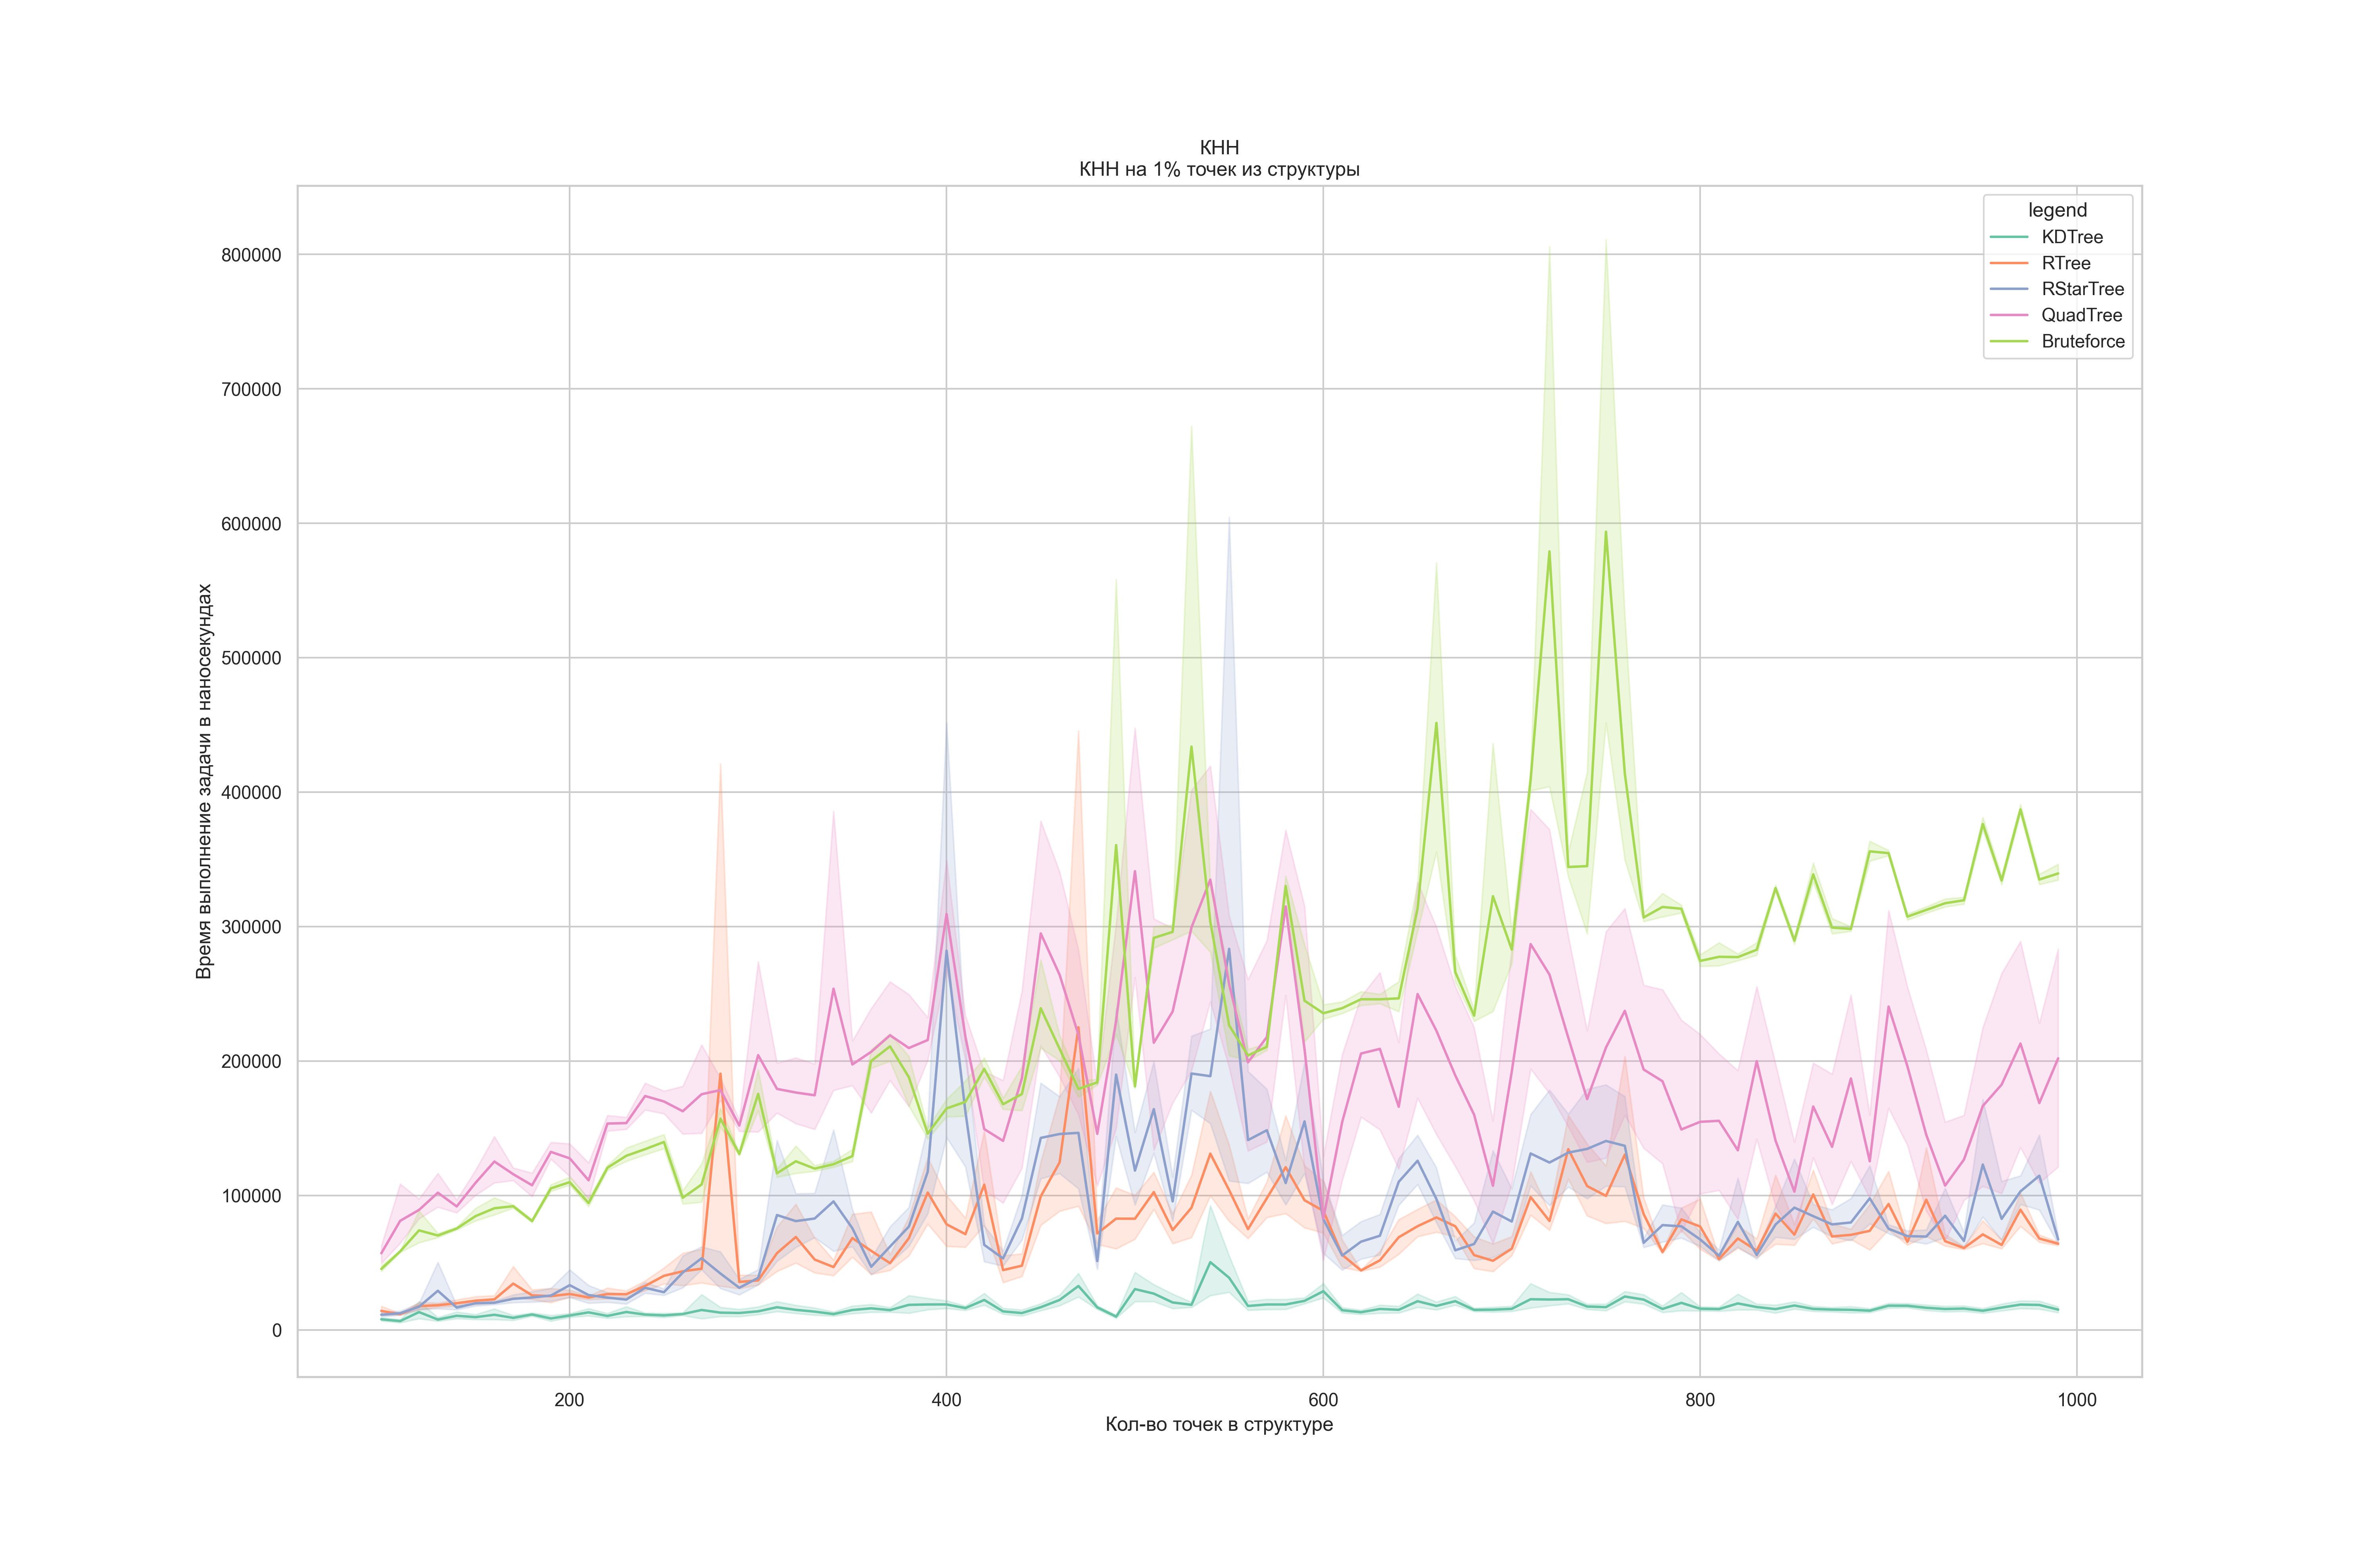 КНН
КНН на 1% точек из структуры
legend
KDTree
RTree
RStarTree
QuadTree
Bruteforce
Время выполнение задачи в наносекундах
800000
700000
600000
500000
400000
300000
200000
100000
0
200
400
600
800
1000
Кол-во точек в структуре